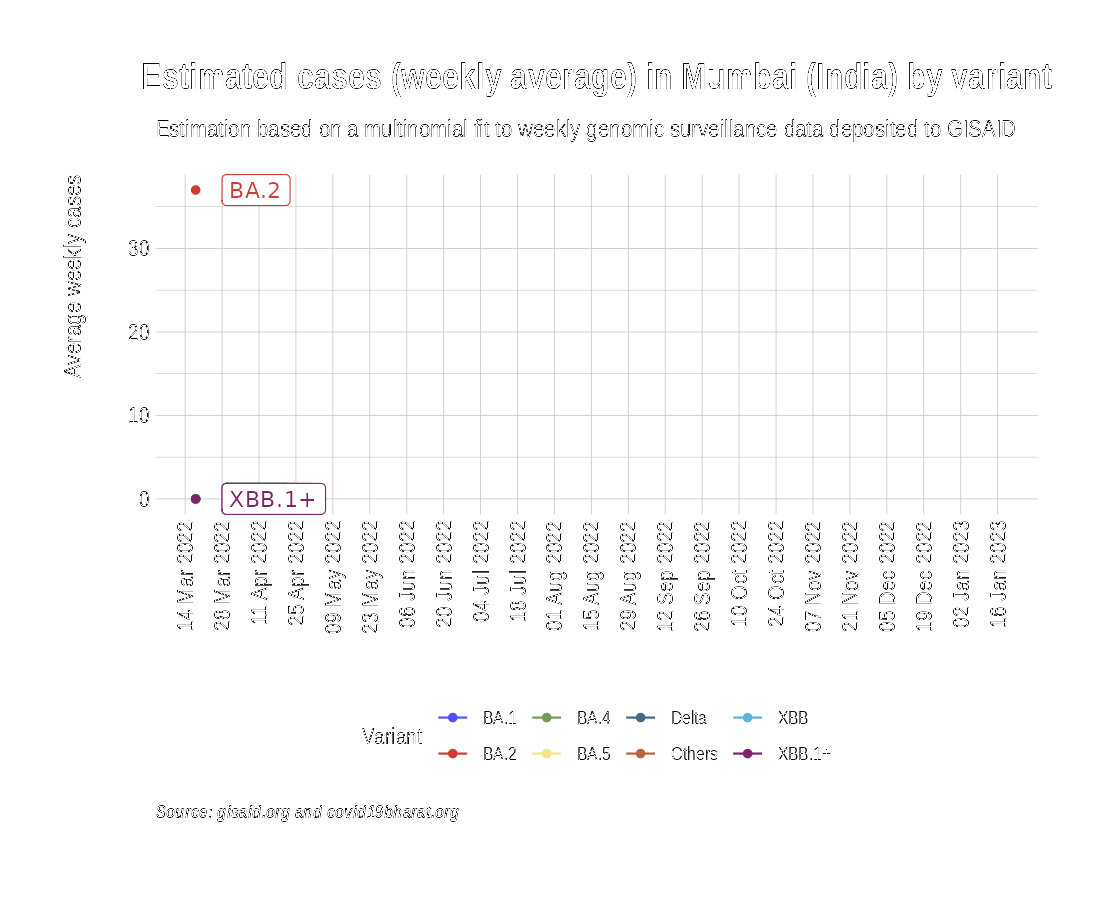 Estimated cases (weekly average) in Mumbai (India) by variant
Estimation based on a multinomial fit to weekly genomic surveillance data deposited to GISAID
Average weekly cases
BA.2
30
20
10
0
XBB.1+
14 Mar 2022
28 Mar 2022
11 Apr 2022
25 Apr 2022
09 May 2022
23 May 2022
06 Jun 2022
20 Jun 2022
04 Jul 2022
18 Jul 2022
01 Aug 2022
15 Aug 2022
29 Aug 2022
12 Sep 2022
26 Sep 2022
10 Oct 2022
24 Oct 2022
07 Nov 2022
21 Nov 2022
05 Dec 2022
19 Dec 2022
02 Jan 2023
16 Jan 2023
Variant
BA.1 BA.4 Delta XBB
BA.2 BA.5 Others XBB.1+
Source: gisaid.org and covid19bharat.org